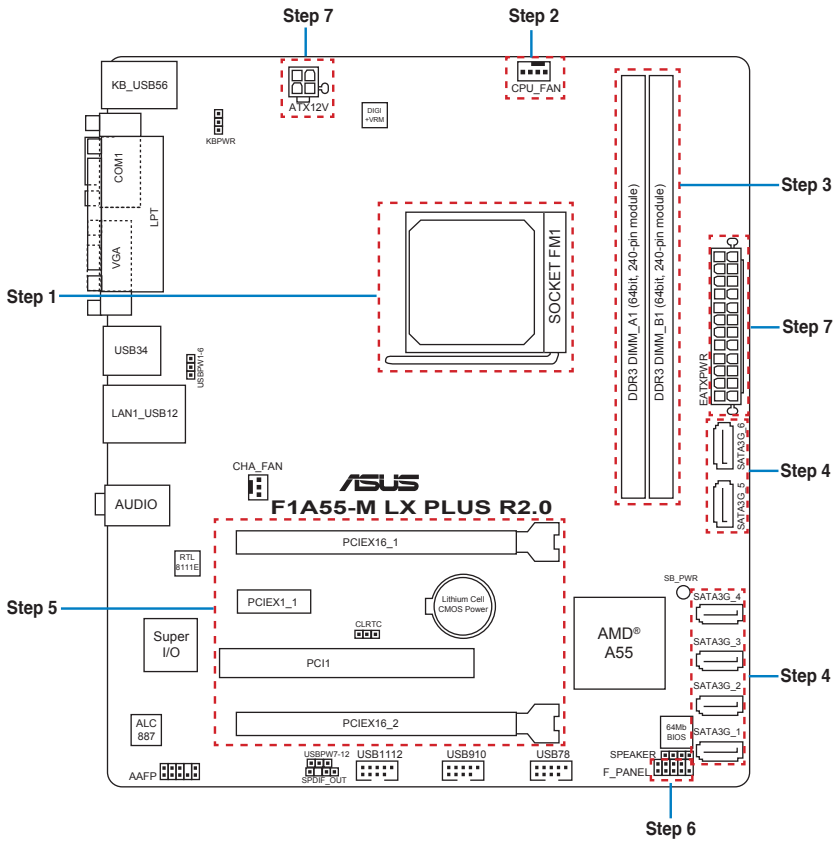 Step 7
Step 2
KB_USB56
ATX12V
CPU_FAN
DIGI
+VRM
KBPWR
COM1
LPT
VGA
Step 3
DDR3 DIMM_A1 (64bit, 240-pin module)
DDR3 DIMM_B1 (64bit, 240-pin module)
SOCKET FM1
Step 1
USB34
USBPW1-6
EATXPWR
Step 7
LAN1_USB12
SATA3G_6
Step 4
SATA3G_5
CHA_FAN
AUDIO
ASUS
F1A55-M LX PLUS R2.0
PCIEX16_1
RTL
8111E
SB_PWR
PCIEX1_1
Lithium Cell
CMOS Power
SATA3G_4
Step 5
CLRTC
Super
I/O
AMD®
A55
SATA3G_3
PCI1
Step 4
SATA3G_2
PCIEX16_2
ALC
887
64Mb
BIOS
SATA3G_1
USBPW7-12
USB1112
USB910
USB78
SPEAKER
AAFP
SPDIF_OUT
F_PANEL
Step 6